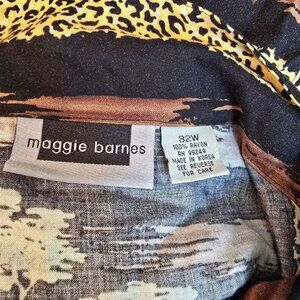 maggie barnes
32W
100% RAYON
RN 99249
MADE IN KOREA
SEE REVERSE
FOR CARE